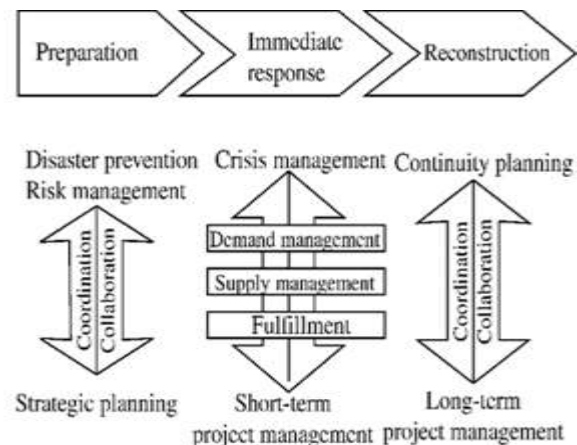 Preparation
Immediate
response
Reconstruction
Disaster prevention
Risk management
Crisis management
Continuity planning
Coordination
Collaboration
Demand management
Supply management
Fulfillment
Coordination
Collaboration
Strategic planning
Short-term
project management
Long-term
project management